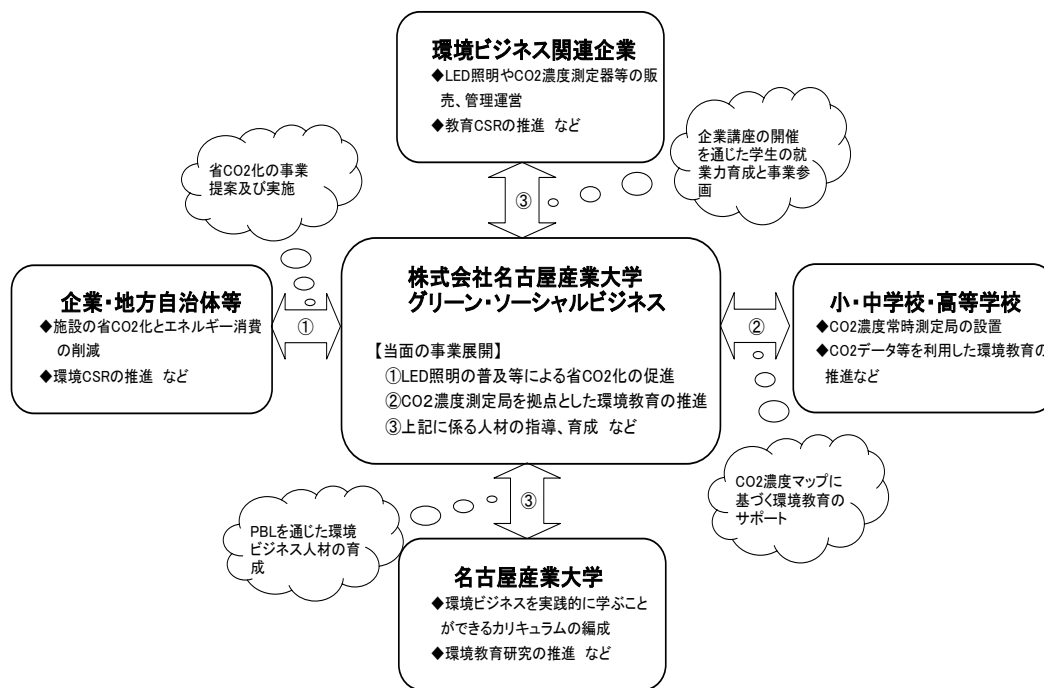 環境ビジネス関連企業
◆LED照明やCO2濃度測定器等の販
売、管理運営
◆教育CSRの推進 など
企業講座の開催
を通じた学生の就
業力育成と事業参
画
省CO2化の事業
提案及び実施
③
株式会社名古屋産業大学
グリーン・ソーシャルビジネス
【当面の事業展開】
①LED照明の普及等による省CO2化の促進
②CO2濃度測定局を拠点とした環境教育の推進
③上記に係る人材の指導、育成 など
企業・地方自治体等
◆施設の省CO2化とエネルギー消費
の削減
◆環境CSRの推進 など
①
②
小・中学校・高等学校
◆CO2濃度常時測定局の設置
◆CO2データ等を利用した環境教育の
推進など
CO2濃度マップに
基づく環境教育の
サポート
③
PBLを通じた環境
ビジネス人材の育
成
名古屋産業大学
◆環境ビジネスを実践的に学ぶこと
ができるカリキュラムの編成
◆環境教育研究の推進 など